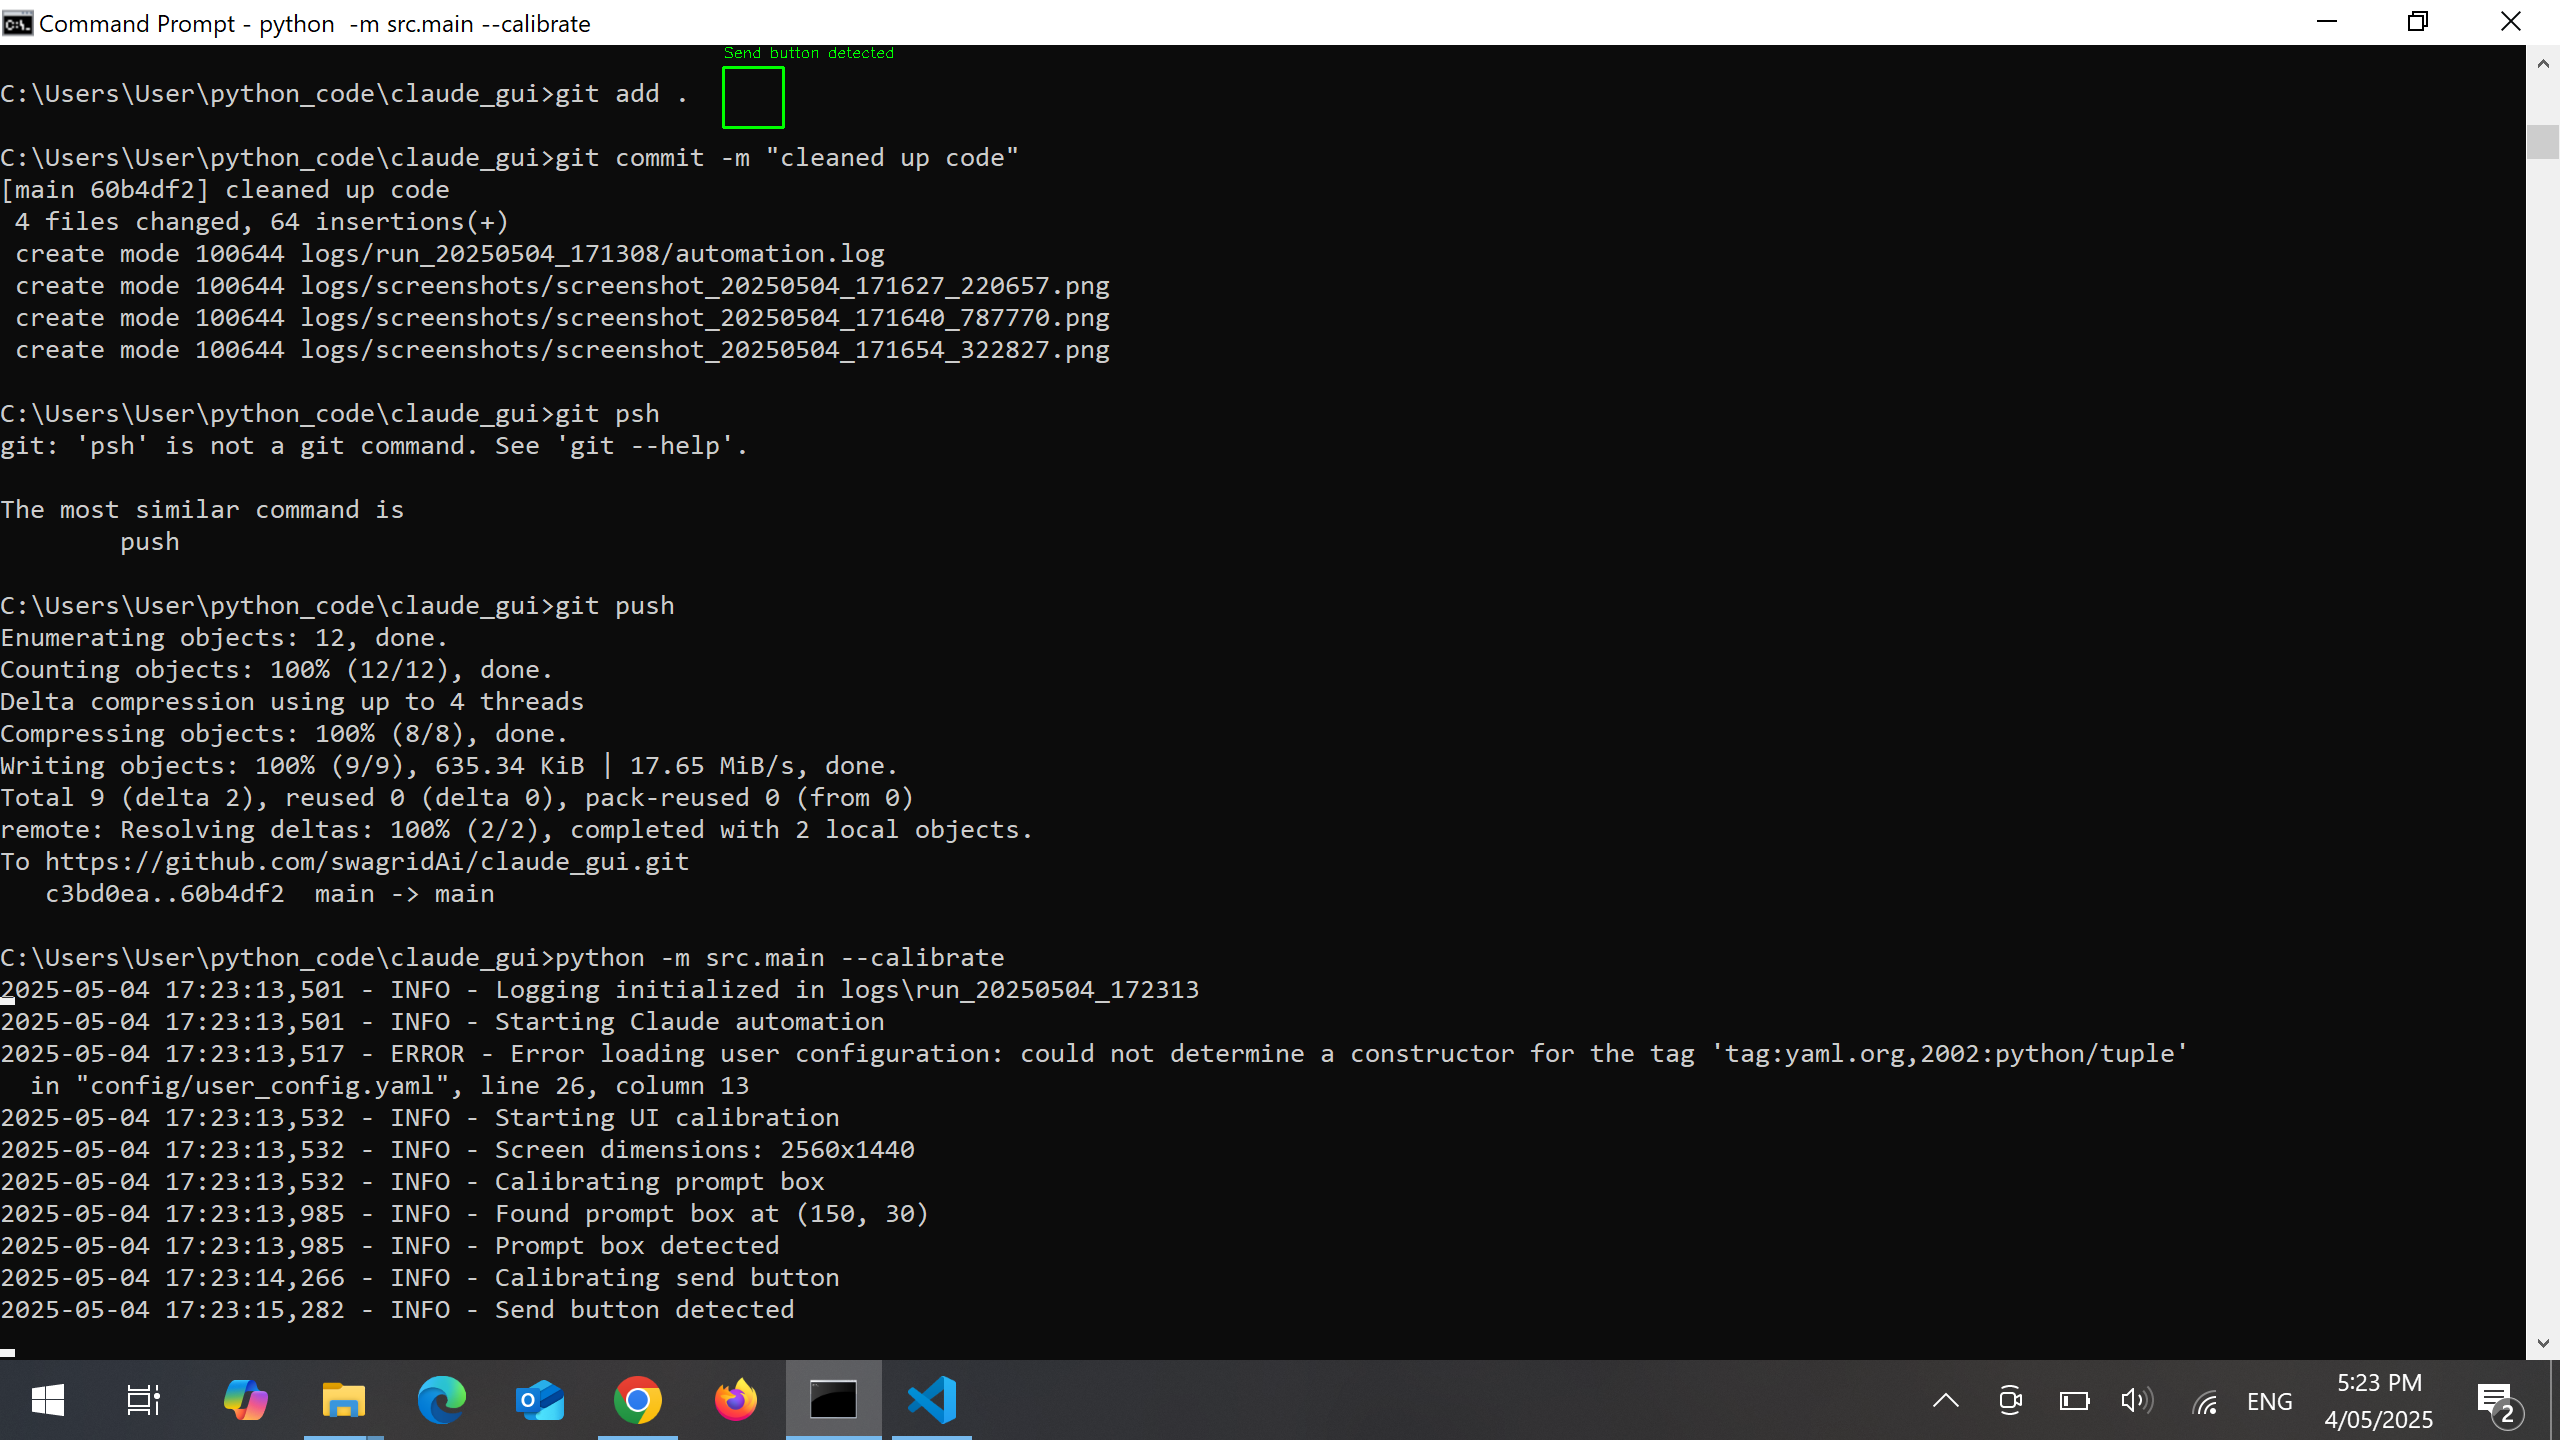 Command Prompt - python  -m src.main --calibrate
Send button detected
C:\Users\User\python_code\claude_gui>git add .
C:\Users\User\python_code\claude_gui>git commit -m "cleaned up code"
[main 60b4df2] cleaned up code
 4 files changed, 64 insertions(+)
 create mode 100644 logs/run_20250504_171308/automation.log
 create mode 100644 logs/screenshots/screenshot_20250504_171627_220657.png
 create mode 100644 logs/screenshots/screenshot_20250504_171640_787770.png
 create mode 100644 logs/screenshots/screenshot_20250504_171654_322827.png
C:\Users\User\python_code\claude_gui>git psh
git: 'psh' is not a git command. See 'git --help'.
The most similar command is
        push
C:\Users\User\python_code\claude_gui>git push
Enumerating objects: 12, done.
Counting objects: 100% (12/12), done.
Delta compression using up to 4 threads
Compressing objects: 100% (8/8), done.
Writing objects: 100% (9/9), 635.34 KiB | 17.65 MiB/s, done.
Total 9 (delta 2), reused 0 (delta 0), pack-reused 0 (from 0)
remote: Resolving deltas: 100% (2/2), completed with 2 local objects.
To https://github.com/swagridAi/claude_gui.git
   c3bd0ea..60b4df2  main -> main
C:\Users\User\python_code\claude_gui>python -m src.main --calibrate
2025-05-04 17:23:13,501 - INFO - Logging initialized in logs\run_20250504_172313
2025-05-04 17:23:13,501 - INFO - Starting Claude automation
2025-05-04 17:23:13,517 - ERROR - Error loading user configuration: could not determine a constructor for the tag 'tag:yaml.org,2002:python/tuple'
  in "config/user_config.yaml", line 26, column 13
2025-05-04 17:23:13,532 - INFO - Starting UI calibration
2025-05-04 17:23:13,532 - INFO - Screen dimensions: 2560x1440
2025-05-04 17:23:13,532 - INFO - Calibrating prompt box
2025-05-04 17:23:13,985 - INFO - Found prompt box at (150, 30)
2025-05-04 17:23:13,985 - INFO - Prompt box detected
2025-05-04 17:23:14,266 - INFO - Calibrating send button
2025-05-04 17:23:15,282 - INFO - Send button detected
ENG
5:23 PM
4/05/2025
2